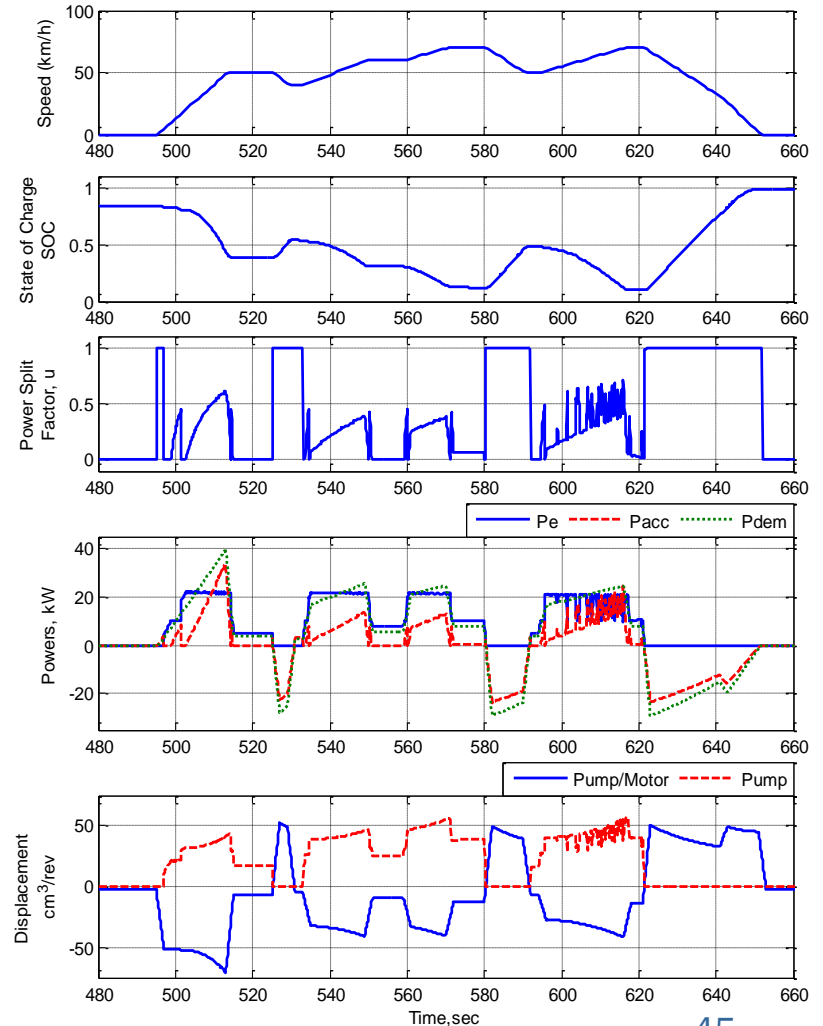 100
50
0
Speed (km/h)
480 500 520 540 560 580 600 620 640 660
1
0.5
0
State of Charge
SOC
480 500 520 540 560 580 600 620 640 660
1
0.5
0
Power Split
Factor, u
480 500 520 540 560 580 600 620 640 660
Pe Pacc Pdem
40
20
0
-20
Powers, kW
480 500 520 540 560 580 600 620 640 660
Pump/Motor Pump
50
0
-50
Displacement
cm³/rev
480 500 520 540 560 580 600 620 640 660
Time,sec